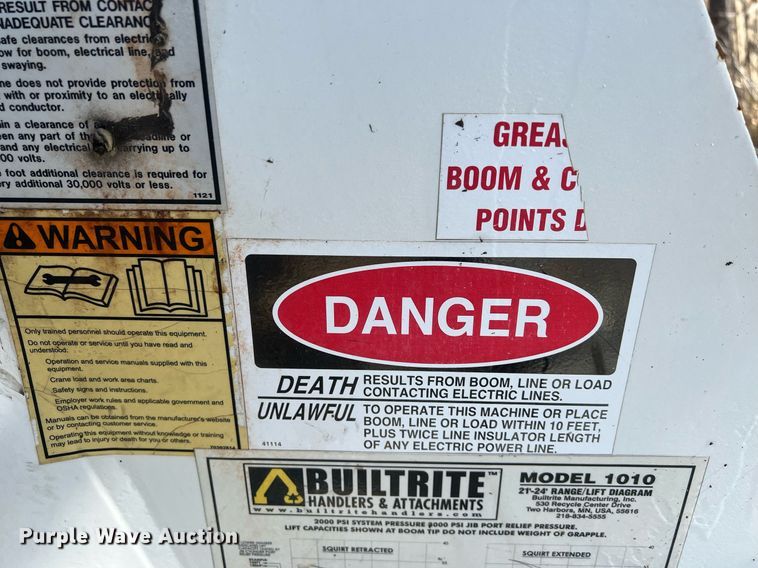 RESULT FROM CONTAC
NADEQUATE CLEARANC
afe clearances from electric
ow for boom, electrical line, and
swaying.
ne does not provide protection from
with or proximity to an electrically
d conductor.
in a clearance of
een any part of the
and any electrical carrying up to
00 volts.
foot additional clearance is required for
ry additional 30,000 volts or less.
1121
GREA
BOOM & C
POINTS D
WARNING
Only trained personnel should operate this equipment.
Do not operate or service until you have read and
understood:
Operation and service manuals supplied with this
equipment.
Crane load and work area charts.
Safety signs and instructions.
Employer work rules and applicable government and
OSHA regulations.
Manuals can be obtained from the manufacturer's website
or by contacting customer service.
Operating this equipment without knowledge or training
may lead to injury or death for you or others.
DANGER
DEATH RESULTS FROM BOOM, LINE OR LOAD
CONTACTING ELECTRIC LINES.
UNLAWFUL TO OPERATE THIS MACHINE OR PLACE
BOOM, LINE OR LOAD WITHIN 10 FEET,
PLUS TWICE LINE INSULATOR LENGTH
OF ANY ELECTRIC POWER LINE.
41114
BUILTRITE™
HANDLERS & ATTACHMENTS
www.builtritehandlers.com
MODEL 1010
21'-24' RANGE/LIFT DIAGRAM
Builtrite Manufacturing, Inc.
530 Recycle Center Drive
Two Harbors, MN, USA, 55616
218-834-5555
2000 PSI SYSTEM PRESSURE 3000 PSI JIB PORT RELIEF PRESSURE.
LIFT CAPACITIES SHOWN AT BOOM TIP DO NOT INCLUDE WEIGHT OF GRAPPLE.
SQUIRT RETRACTED
SQUIRT EXTENDED
Purple Wave Auction